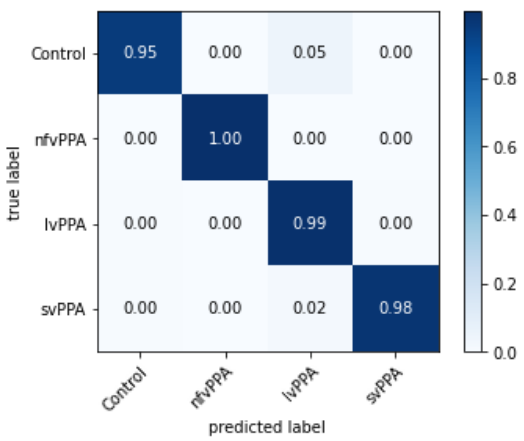 Control 0.95 0.00 0.05 0.00
nfvPPA 0.00 1.00 0.00 0.00
lvPPA 0.00 0.00 0.99 0.00
svPPA 0.00 0.00 0.02 0.98
true label
Control nfvPPA lvPPA svPPA
predicted label
0.8
0.6
0.4
0.2
0.0